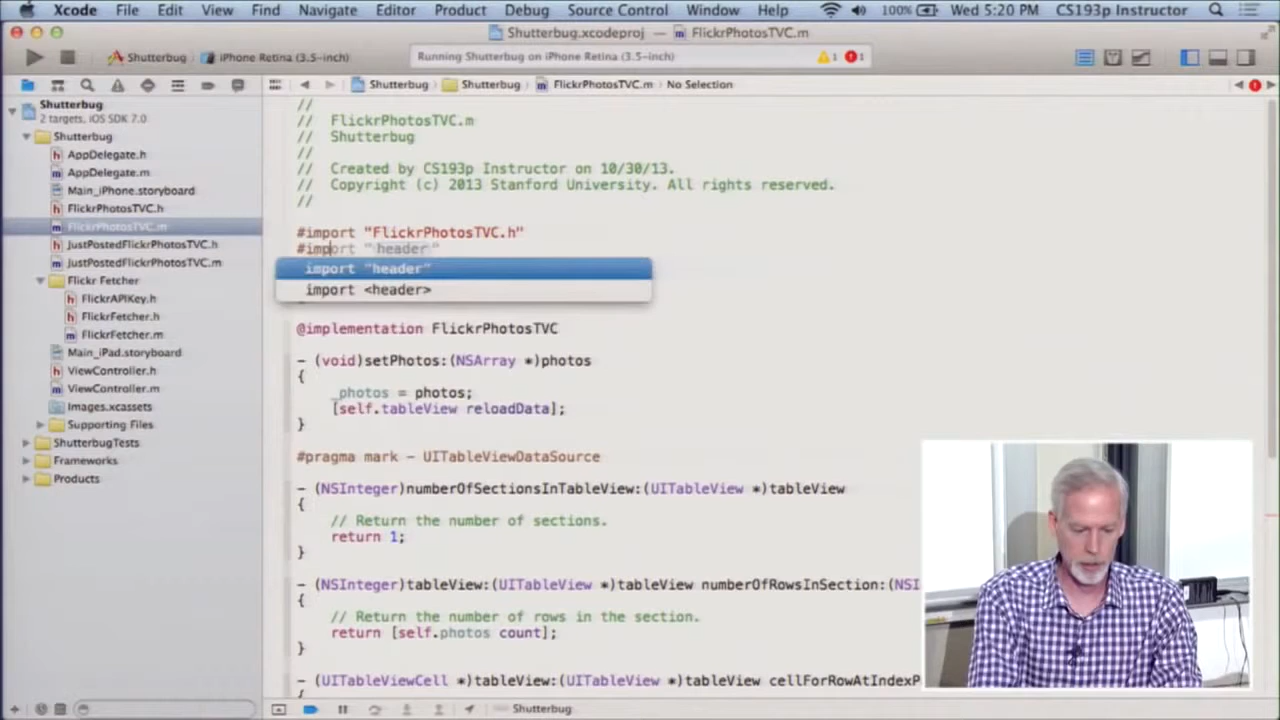 Xcode File Edit View Find Navigate Editor Product Debug Source Control Window Help 100% Wed 5:20 PM CS193p Instructor
Shutterbug.xcodeproj — FlickrPhotosTVC.m
Shutterbug iPhone Retina (3.5-inch) Running Shutterbug on iPhone Retina (3.5-inch) 1 1
Shutterbug Shutterbug FlickrPhotosTVC.m No Selection
Shutterbug
2 targets, iOS SDK 7.0
Shutterbug
AppDelegate.h
AppDelegate.m
Main_iPhone.storyboard
FlickrPhotosTVC.h
FlickrPhotosTVC.m
JustPostedFlickrPhotosTVC.h
JustPostedFlickrPhotosTVC.m
Flickr Fetcher
FlickrAPIKey.h
FlickrFetcher.h
FlickrFetcher.m
Main_iPad.storyboard
ViewController.h
ViewController.m
Images.xcassets
Supporting Files
ShutterbugTests
Frameworks
Products
//
// FlickrPhotosTVC.m
// Shutterbug
//
// Created by CS193p Instructor on 10/30/13.
// Copyright (c) 2013 Stanford University. All rights reserved.
//
#import "FlickrPhotosTVC.h"
#import "header"
import "header"
import <header>
@implementation FlickrPhotosTVC
- (void)setPhotos:(NSArray *)photos
{
_photos = photos;
[self.tableView reloadData];
}
#pragma mark - UITableViewDataSource
- (NSInteger)numberOfSectionsInTableView:(UITableView *)tableView
{
// Return the number of sections.
return 1;
}
- (NSInteger)tableView:(UITableView *)tableView numberOfRowsInSection:(NSI
{
// Return the number of rows in the section.
return [self.photos count];
}
- (UITableViewCell *)tableView:(UITableView *)tableView cellForRowAtIndexP
Shutterbug